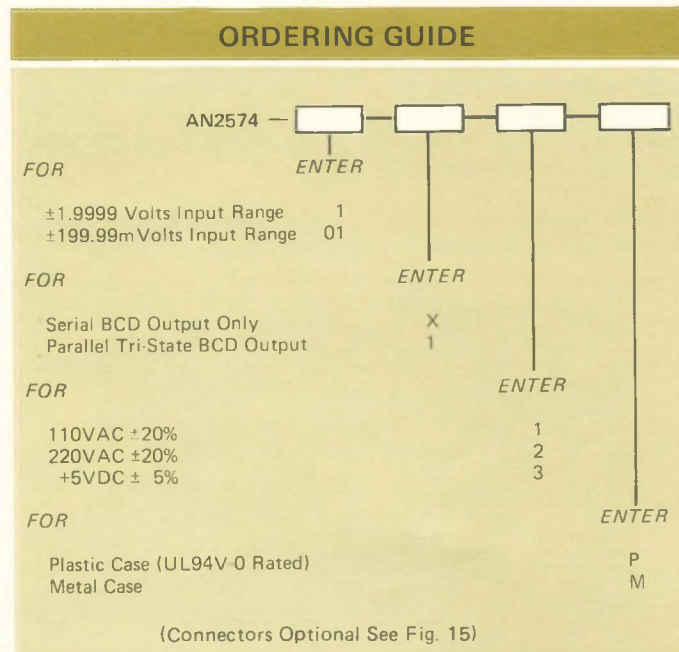 ORDERING GUIDE
AN2574 —
FOR ENTER
±1.9999 Volts Input Range 1
±199.99mVolts Input Range 01
FOR ENTER
Serial BCD Output Only X
Parallel Tri-State BCD Output 1
FOR ENTER
110VAC ±20% 1
220VAC ±20% 2
+5VDC ± 5% 3
FOR ENTER
Plastic Case (UL94V-0 Rated) P
Metal Case M
(Connectors Optional See Fig. 15)